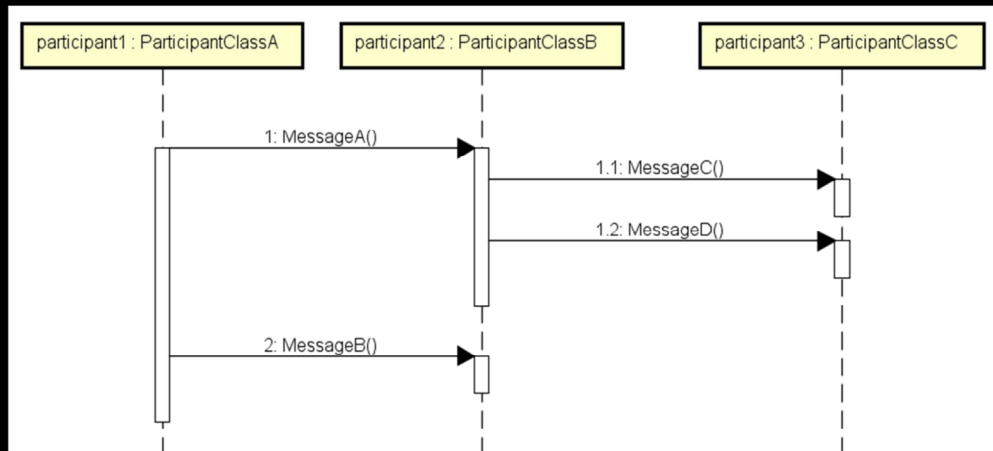 participant1 : ParticipantClassA
participant2 : ParticipantClassB
participant3 : ParticipantClassC
1: MessageA()
1.1: MessageC()
1.2: MessageD()
2: MessageB()